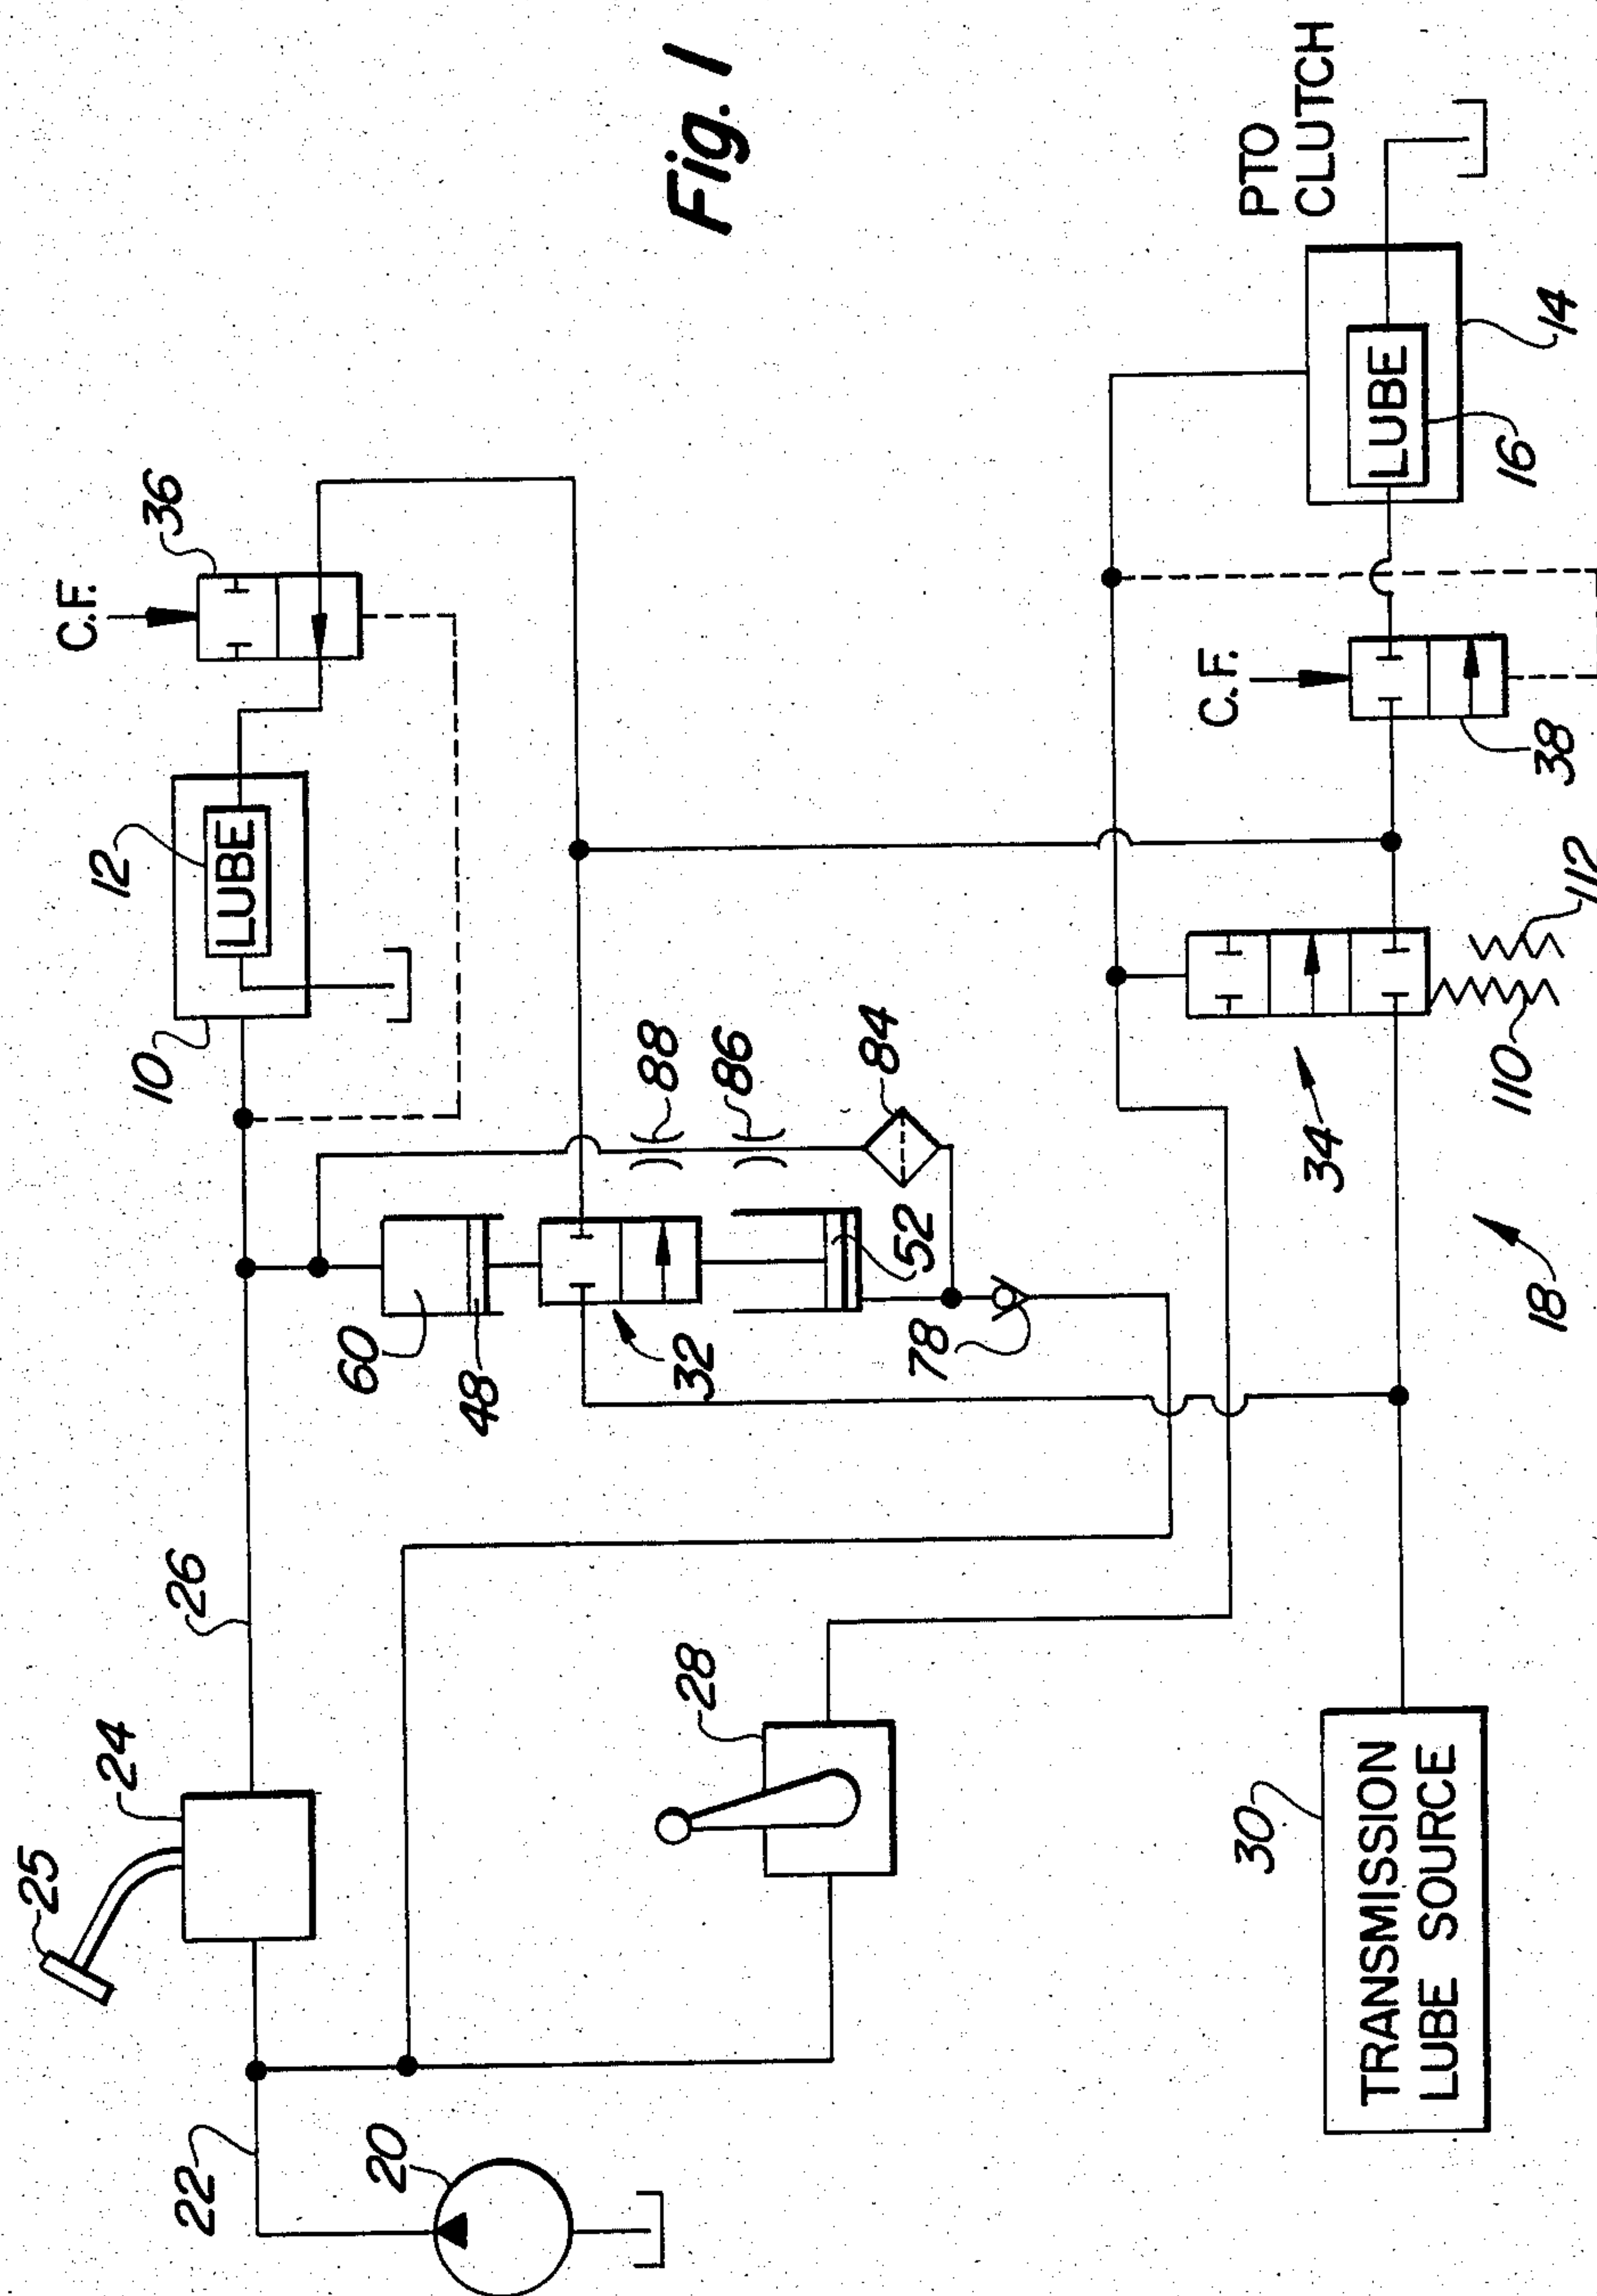 Fig. 1
25
24
26
10
12
LUBE
C.F.
36
22
20
60
48
32
88
86
84
52
78
28
30
TRANSMISSION
LUBE SOURCE
18
34
110
112
C.F.
38
LUBE
16
14
PTO
CLUTCH